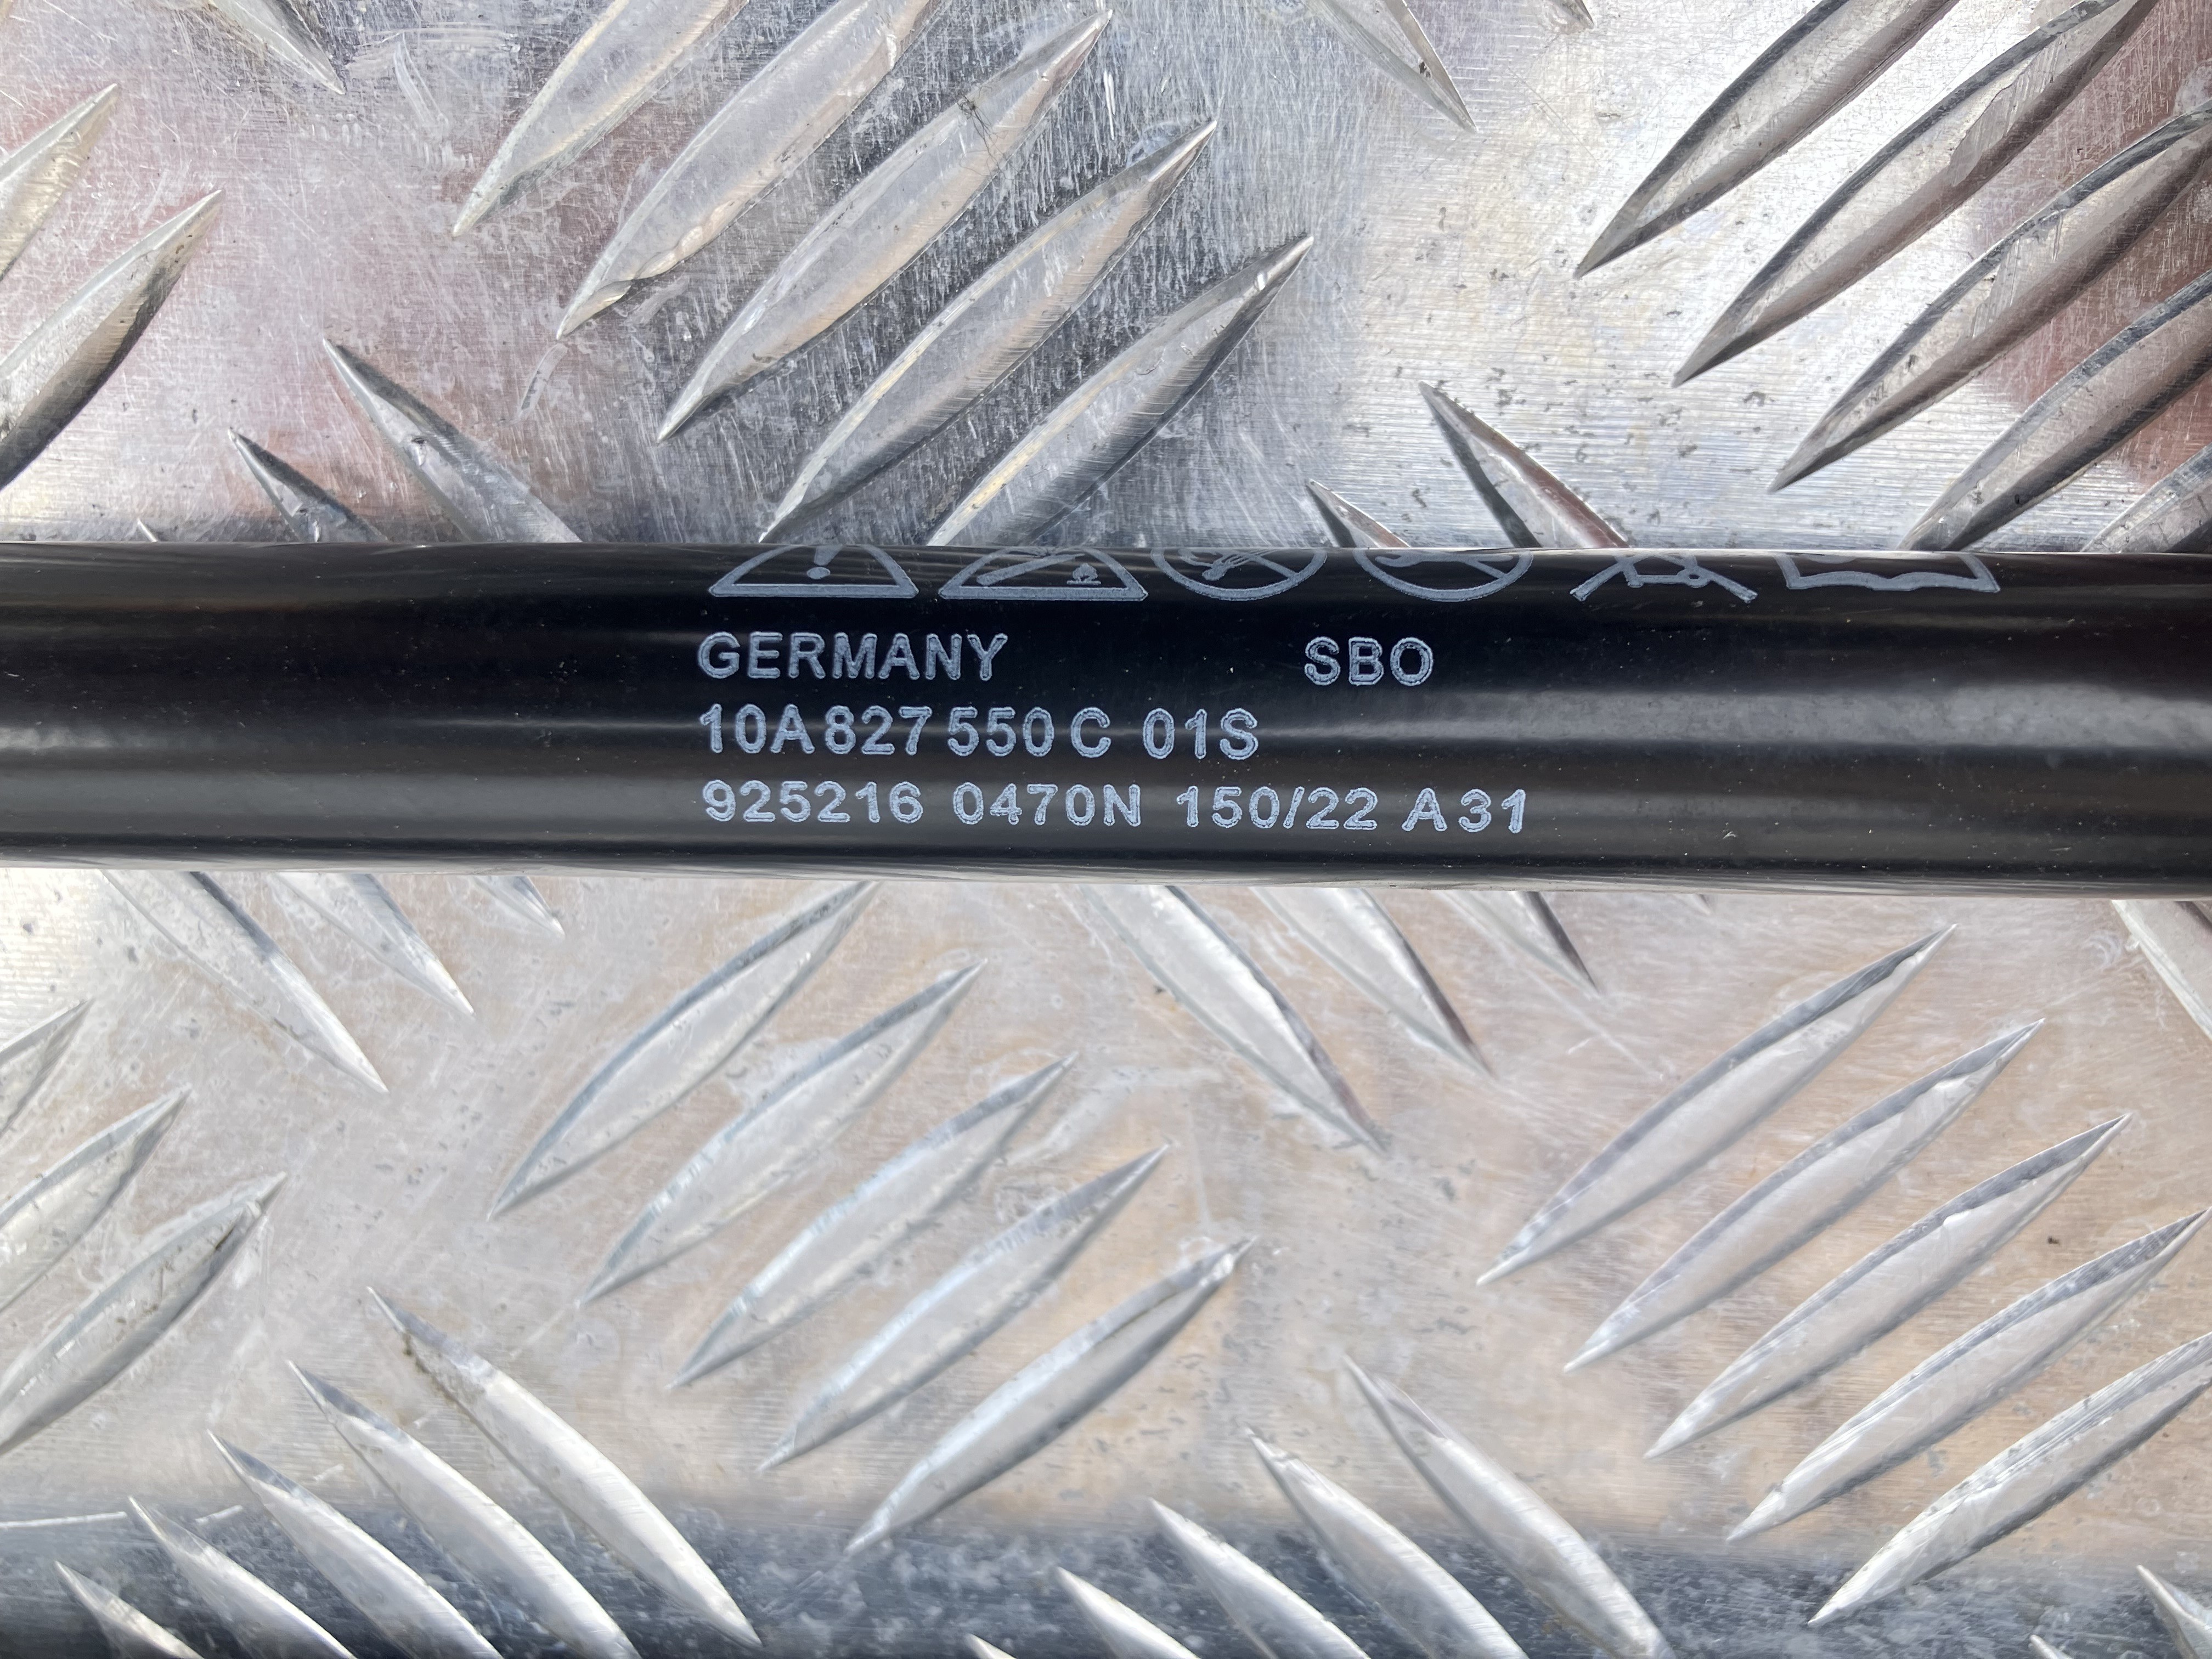 GERMANY SBO
10A 827 550 C 01S
925216 0470N 150/22 A31